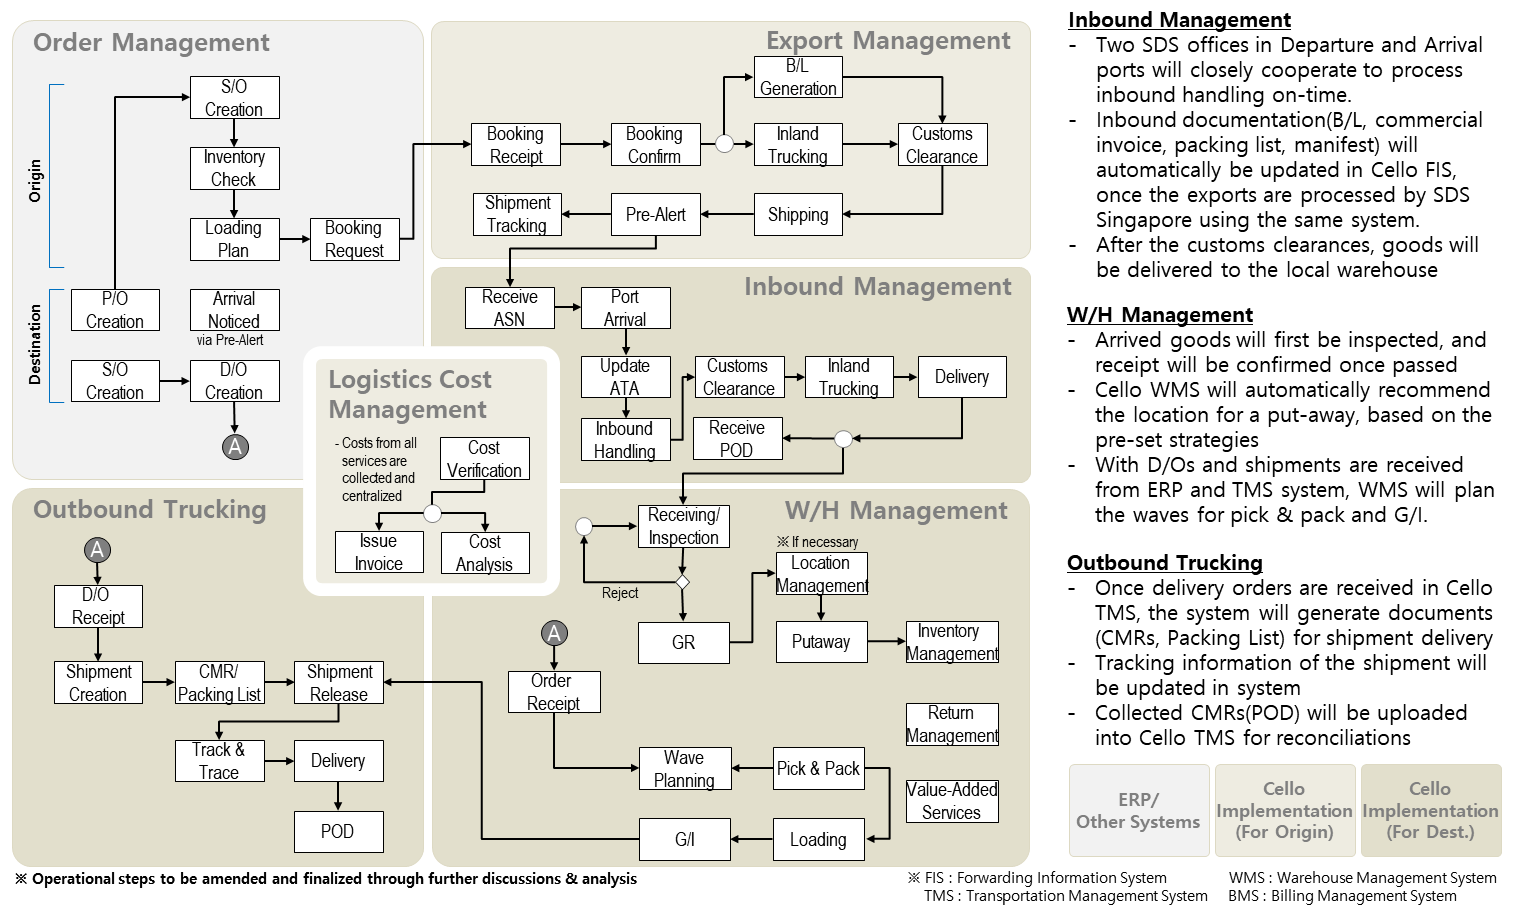 Order Management
Origin
S/O
Creation
Inventory
Check
Loading
Plan
Booking
Request
Destination
P/O
Creation
Arrival
Noticed
via Pre-Alert
S/O
Creation
D/O
Creation
A
Export Management
B/L
Generation
Booking
Receipt
Booking
Confirm
Inland
Trucking
Customs
Clearance
Shipment
Tracking
Pre-Alert
Shipping
Inbound Management
Receive
ASN
Port
Arrival
Update
ATA
Customs
Clearance
Inland
Trucking
Delivery
Inbound
Handling
Receive
POD
Logistics Cost
Management
- Costs from all
services are
collected and
centralized
Cost
Verification
Issue
Invoice
Cost
Analysis
Outbound Trucking
A
D/O
Receipt
Shipment
Creation
CMR/
Packing List
Shipment
Release
Track &
Trace
Delivery
POD
W/H Management
Receiving/
Inspection
※ If necessary
Location
Management
Reject
GR
Putaway
Inventory
Management
A
Order
Receipt
Return
Management
Wave
Planning
Pick & Pack
Value-Added
Services
G/I
Loading
※ Operational steps to be amended and finalized through further discussions & analysis
Inbound Management
- Two SDS offices in Departure and Arrival
ports will closely cooperate to process
inbound handling on-time.
- Inbound documentation(B/L, commercial
invoice, packing list, manifest) will
automatically be updated in Cello FIS,
once the exports are processed by SDS
Singapore using the same system.
- After the customs clearances, goods will
be delivered to the local warehouse
W/H Management
- Arrived goods will first be inspected, and
receipt will be confirmed once passed
- Cello WMS will automatically recommend
the location for a put-away, based on the
pre-set strategies
- With D/Os and shipments are received
from ERP and TMS system, WMS will plan
the waves for pick & pack and G/I.
Outbound Trucking
- Once delivery orders are received in Cello
TMS, the system will generate documents
(CMRs, Packing List) for shipment delivery
- Tracking information of the shipment will
be updated in system
- Collected CMRs(POD) will be uploaded
into Cello TMS for reconciliations
ERP/
Other Systems
Cello
Implementation
(For Origin)
Cello
Implementation
(For Dest.)
※ FIS : Forwarding Information System
WMS : Warehouse Management System
TMS : Transportation Management System
BMS : Billing Management System